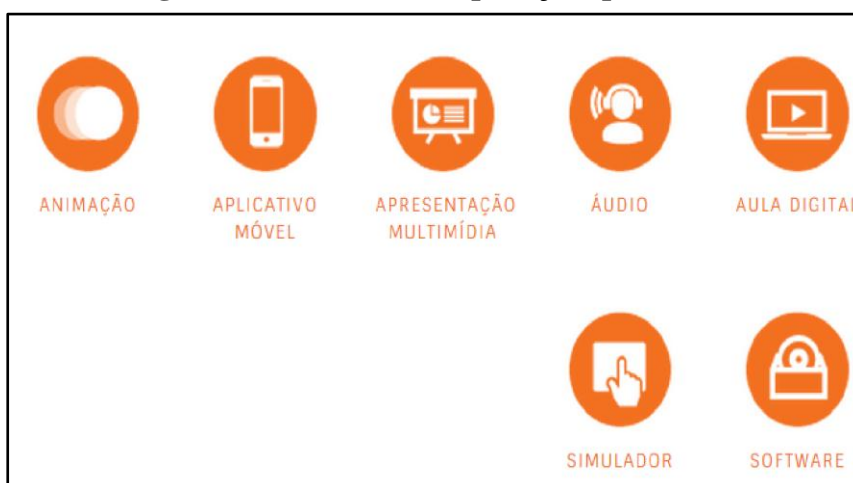 ANIMAÇÃO
APLICATIVO
MÓVEL
APRESENTAÇÃO
MULTIMÍDIA
ÁUDIO
AULA DIGITAL
SIMULADOR
SOFTWARE